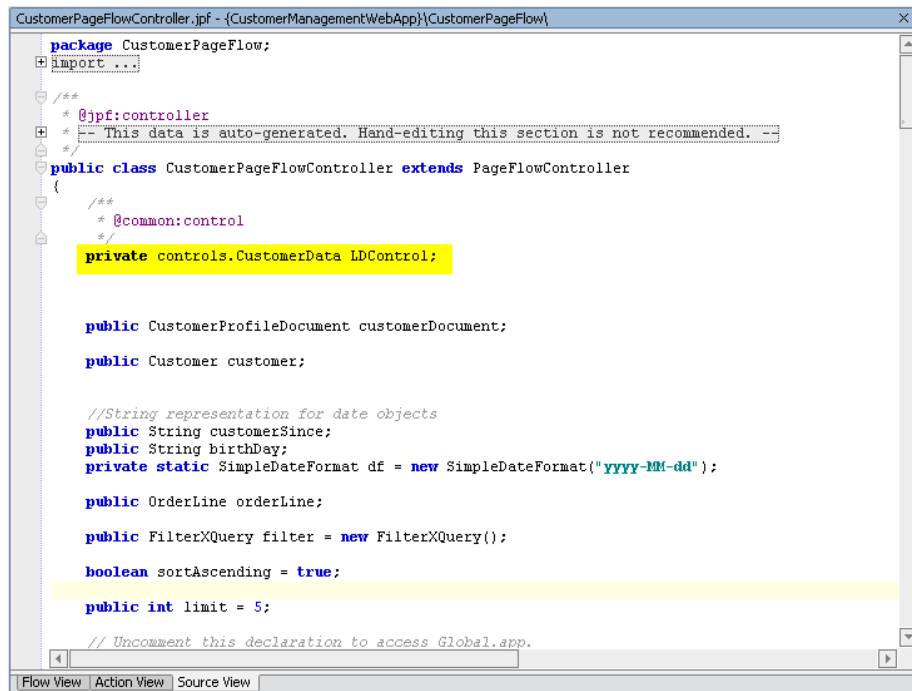 CustomerPageFlowController.jpf - {CustomerManagementWebApp}\CustomerPageFlow\
package CustomerPageFlow;
import ...
/**
* @jpf:controller
* -- This data is auto-generated. Hand-editing this section is not recommended. --
*/
public class CustomerPageFlowController extends PageFlowController
{
/**
* @common:control
*/
private controls.CustomerData LDControl;
public CustomerProfileDocument customerDocument;
public Customer customer;
//String representation for date objects
public String customerSince;
public String birthDay;
private static SimpleDateFormat df = new SimpleDateFormat("yyyy-MM-dd");
public OrderLine orderLine;
public FilterXQuery filter = new FilterXQuery();
boolean sortAscending = true;
public int limit = 5;
// Uncomment this declaration to access Global.app.
Flow View Action View Source View